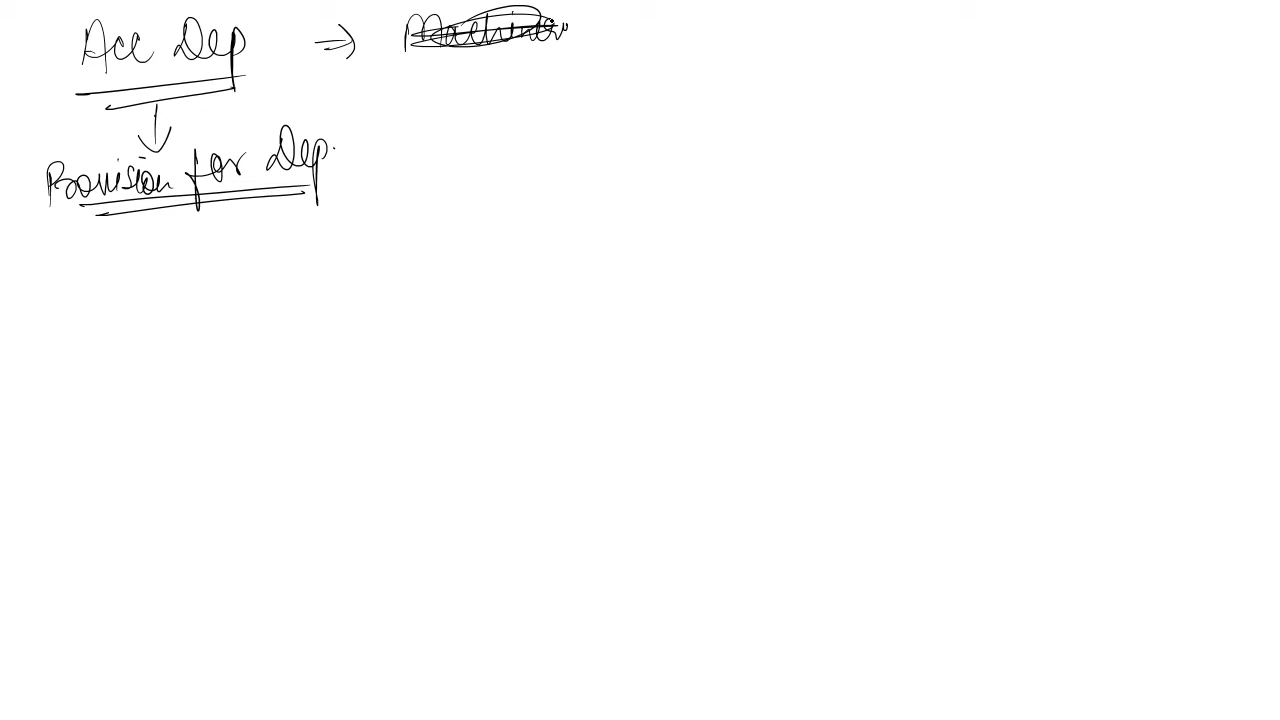 Acc Dep ⇒
↓
Provision for Dep.